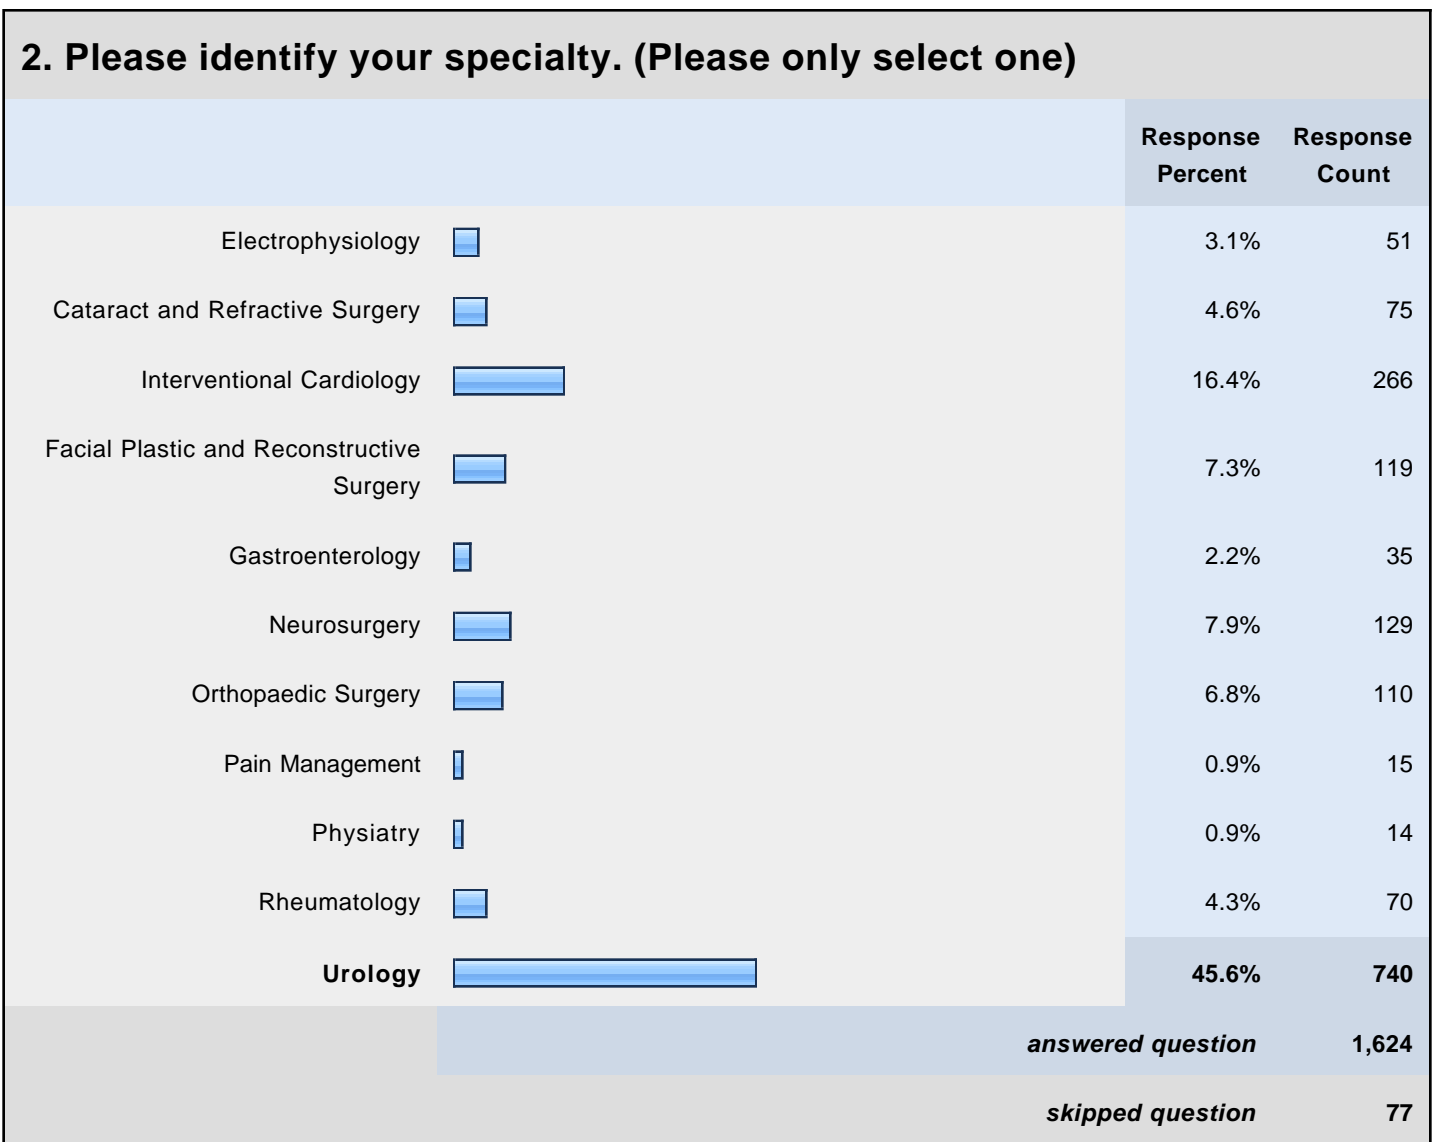 2. Please identify your specialty. (Please only select one)
Response Percent Response Count
Electrophysiology 3.1% 51
Cataract and Refractive Surgery 4.6% 75
Interventional Cardiology 16.4% 266
Facial Plastic and Reconstructive
Surgery 7.3% 119
Gastroenterology 2.2% 35
Neurosurgery 7.9% 129
Orthopaedic Surgery 6.8% 110
Pain Management 0.9% 15
Physiatry 0.9% 14
Rheumatology 4.3% 70
Urology 45.6% 740
answered question 1,624
skipped question 77